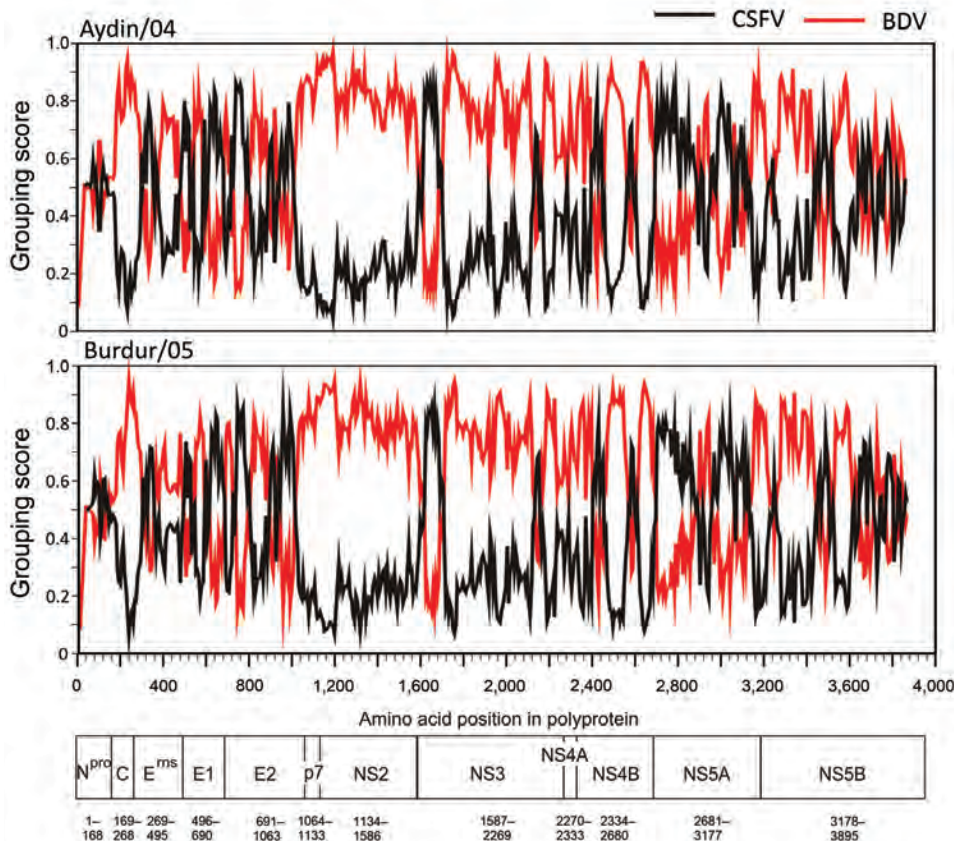 CSFV BDV
Aydin/04
1.0
0.8
0.6
0.4
0.2
0
Grouping score
Burdur/05
1.0
0.8
0.6
0.4
0.2
0
Grouping score
0 400 800 1,200 1,600 2,000 2,400 2,800 3,200 3,600 4,000
Amino acid position in polyprotein
Npro C Erns E1 E2 p7 NS2 NS3 NS4A NS4B NS5A NS5B
1– 169– 269– 496– 691– 1064– 1134– 1587– 2270– 2334– 2681– 3178–
168 268 495 690 1063 1133 1586 2269 2333 2680 3177 3895